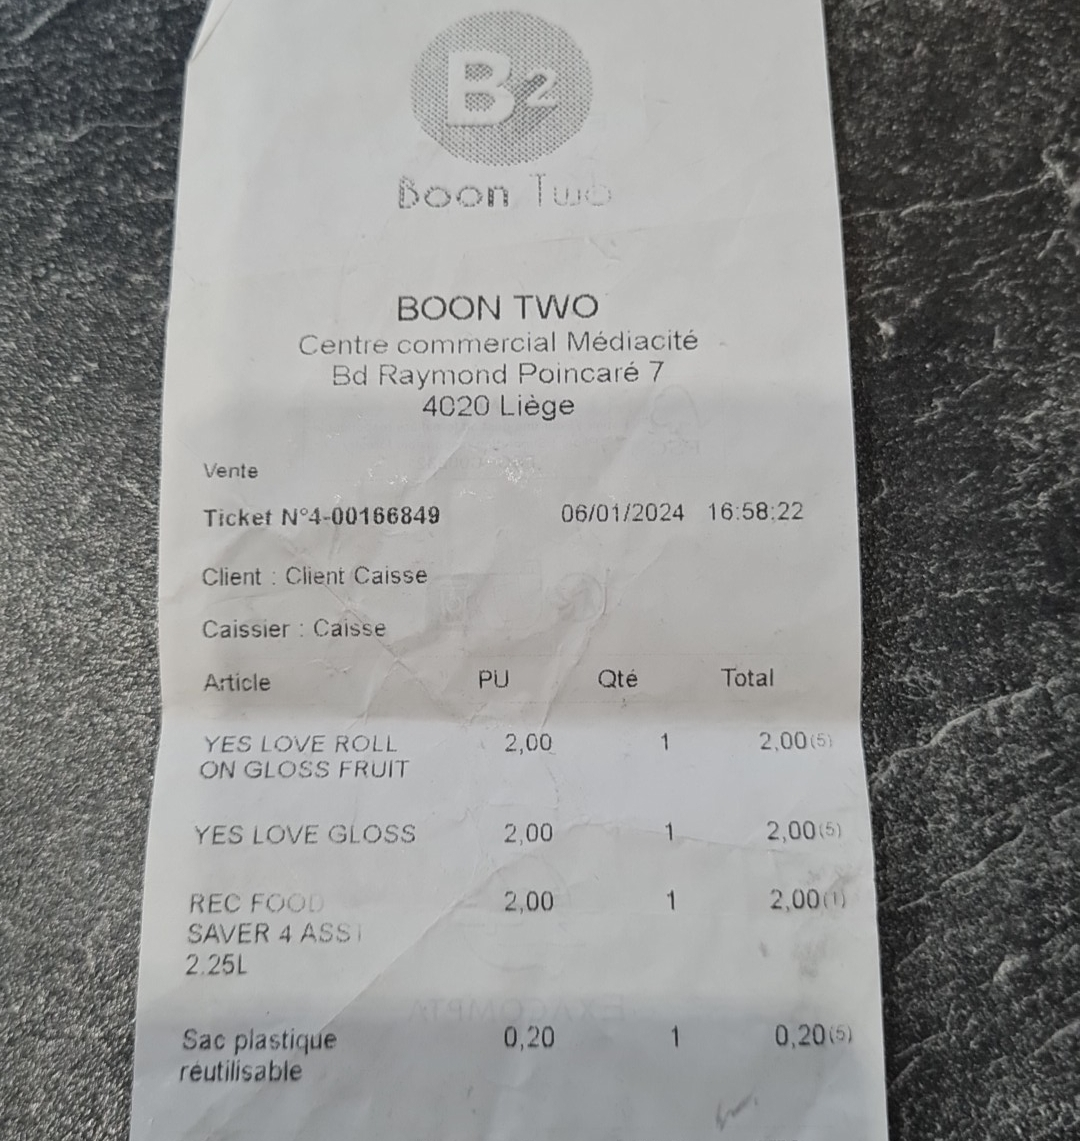 B2
Boon Two
BOON TWO
Centre commercial Médiacité
Bd Raymond Poincaré 7
4020 Liège
Vente
Ticket N°4-00166849 06/01/2024 16:58:22
Client : Client Caisse
Caissier : Caisse
Article PU Qté Total
YES LOVE ROLL 2,00 1 2,00(5)
ON GLOSS FRUIT
YES LOVE GLOSS 2,00 1 2,00(5)
REC FOOD 2,00 1 2,00(1)
SAVER 4 ASST
2.25L
Sac plastique 0,20 1 0,20(5)
réutilisable